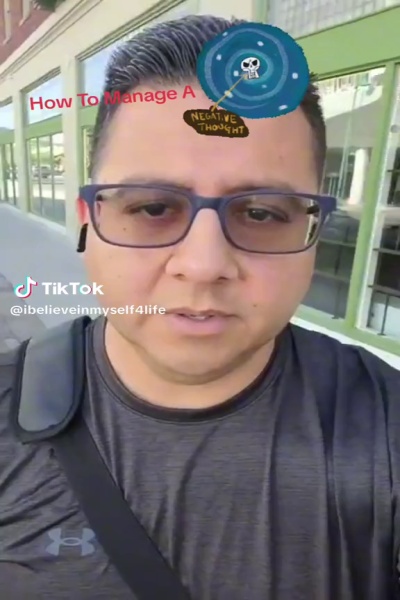 How To Manage A
NEGATIVE
THOUGHT
TikTok
@ibelieveinmyself4life